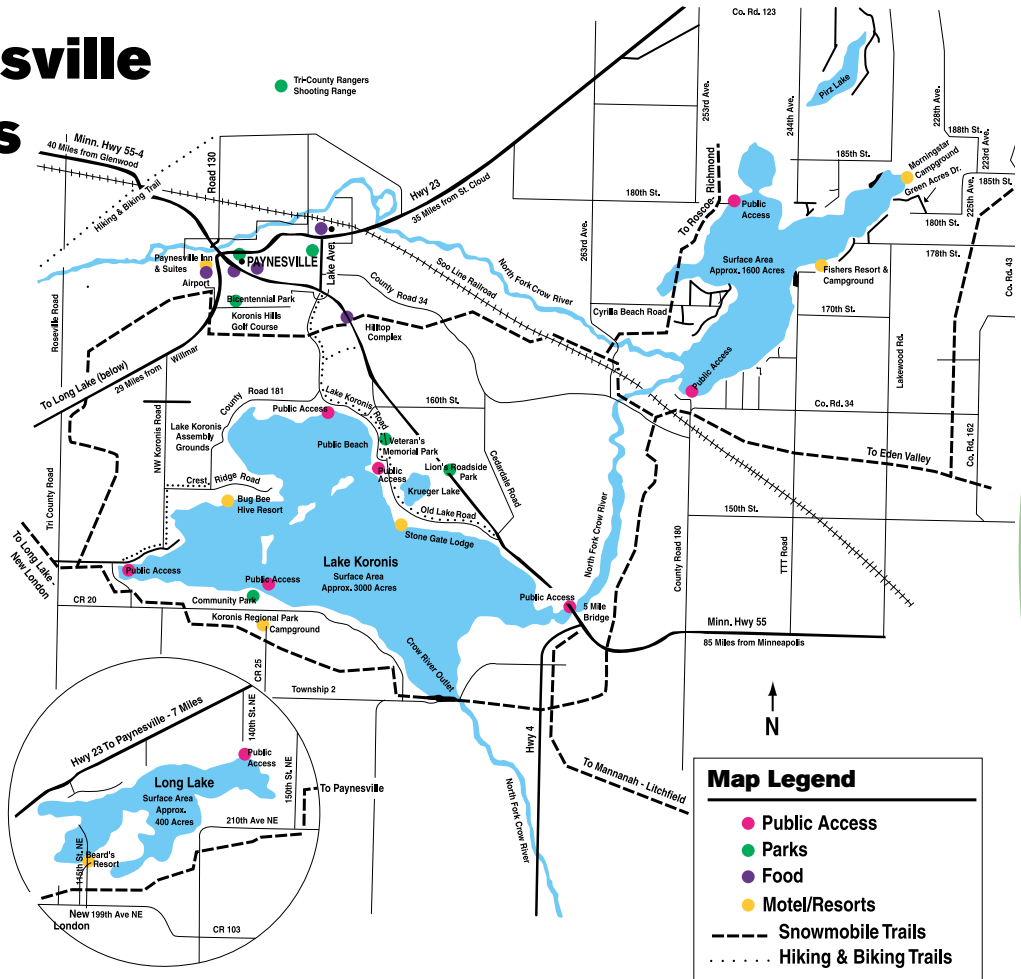 sville
s
Tri-County Rangers
Shooting Range
Co. Rd. 123
Pirz Lake
253rd Ave.
244th Ave.
228th Ave.
188th St.
223rd Ave.
Minn. Hwy 55-4
40 Miles from Glenwood
Road 130
Hiking & Biking Trail
Hwy 23
35 Miles from St. Cloud
185th St.
Morningstar
Campground
Green Acres Dr.
185th St.
225th Ave.
180th St.
180th St.
To Roscoe- Richmond
Public
Access
263rd Ave.
178th St.
Co. Rd. 43
Surface Area
Approx. 1600 Acres
Fishers Resort &
Campground
Paynesville Inn
& Suites
Airport
PAYNESVILLE
Lake Ave.
Soo Line Railroad
North Fork Crow River
County Road 34
Bicentennial Park
Koronis Hills
Golf Course
Hilltop
Complex
Cyrilla Beach Road
170th St.
Roseville Road
Lakewood Rd.
To Long Lake (below)
29 Miles from
Willmar
Public Access
County
Road 181
Lake Koronis Road
160th St.
Co. Rd. 34
Public Access
NW Koronis Road
Lake Koronis
Assembly
Grounds
Public Beach
Veteran's
Memorial Park
Public
Access
Lion's Roadside
Park
Cedardale Road
To Eden Valley
Co. Rd. 162
Crest
Ridge Road
Krueger Lake
Tri County Road
Bug Bee
Hive Resort
Old Lake Road
150th St.
Stone Gate Lodge
To Long Lake -
New London
North Fork Crow River
County Road 180
TTT Road
Lake Koronis
Surface Area
Approx. 3000 Acres
Public Access
Public Access
CR 20
Community Park
Public Access
5 Mile
Bridge
Koronis Regional Park
Campground
Minn. Hwy 55
85 Miles from Minneapolis
CR 25
Crow River Outlet
Township 2
N
Hwy 4
To Mannanah - Litchfield
North Fork Crow River
Hwy 23 To Paynesville - 7 Miles
140th St. NE
Public
Access
150th St. NE
Long Lake
Surface Area
Approx.
400 Acres
To Paynesville
210th Ave NE
115th St. NE
Beard's
Resort
New
London
199th Ave NE
CR 103
Map Legend
Public Access
Parks
Food
Motel/Resorts
Snowmobile Trails
Hiking & Biking Trails